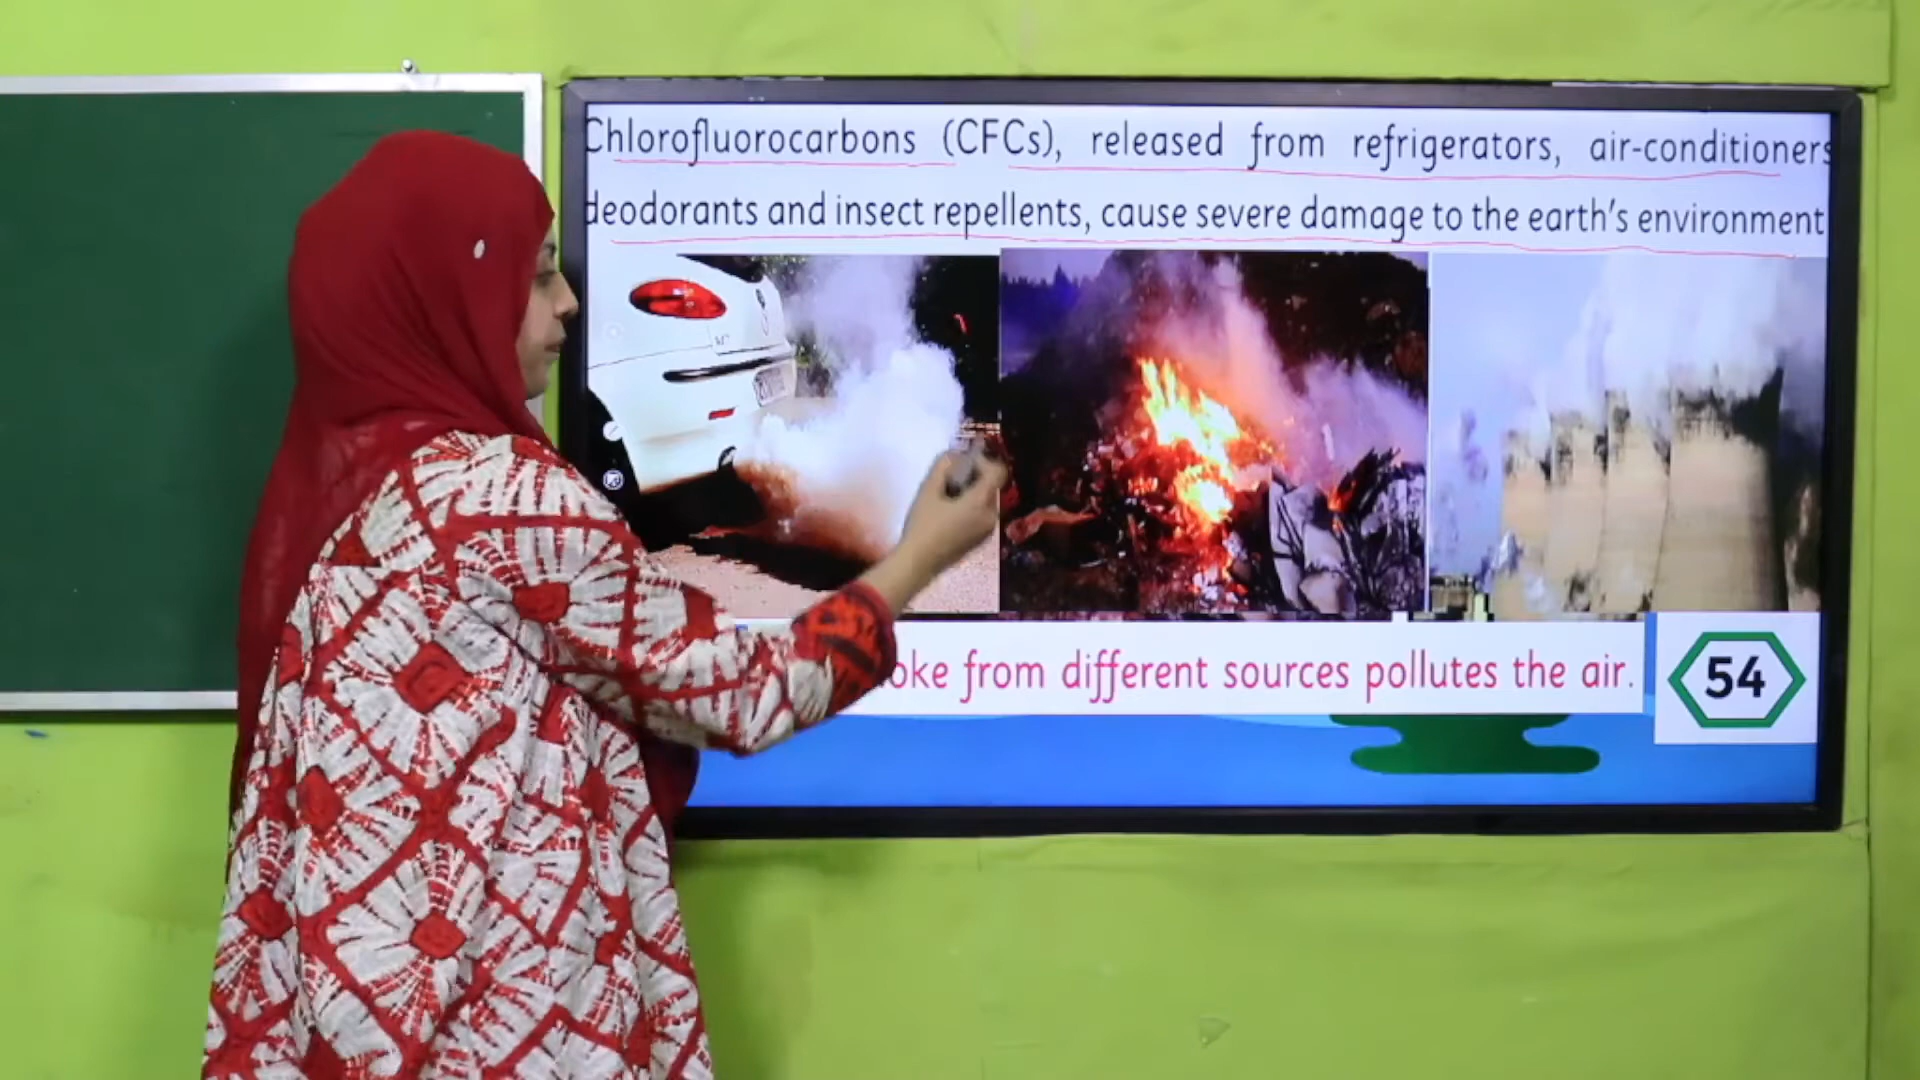 Chlorofluorocarbons (CFCs), released from refrigerators, air-conditioners
deodorants and insect repellents, cause severe damage to the earth's environment
from different sources pollutes the air.
54